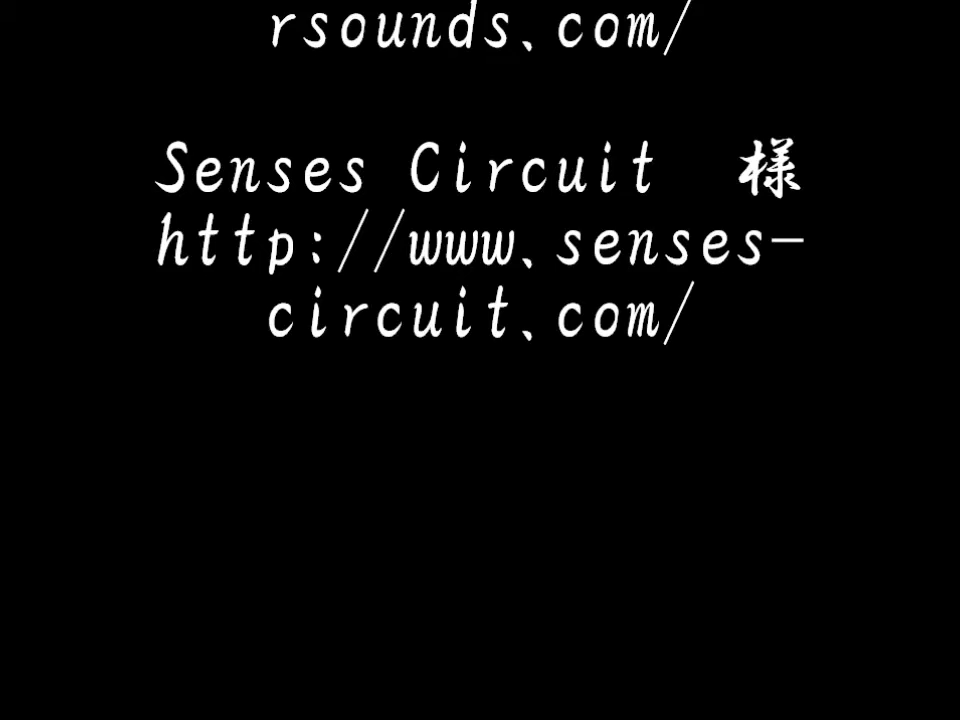 rsounds.com/
Senses Circuit　様
http://www.senses-
circuit.com/